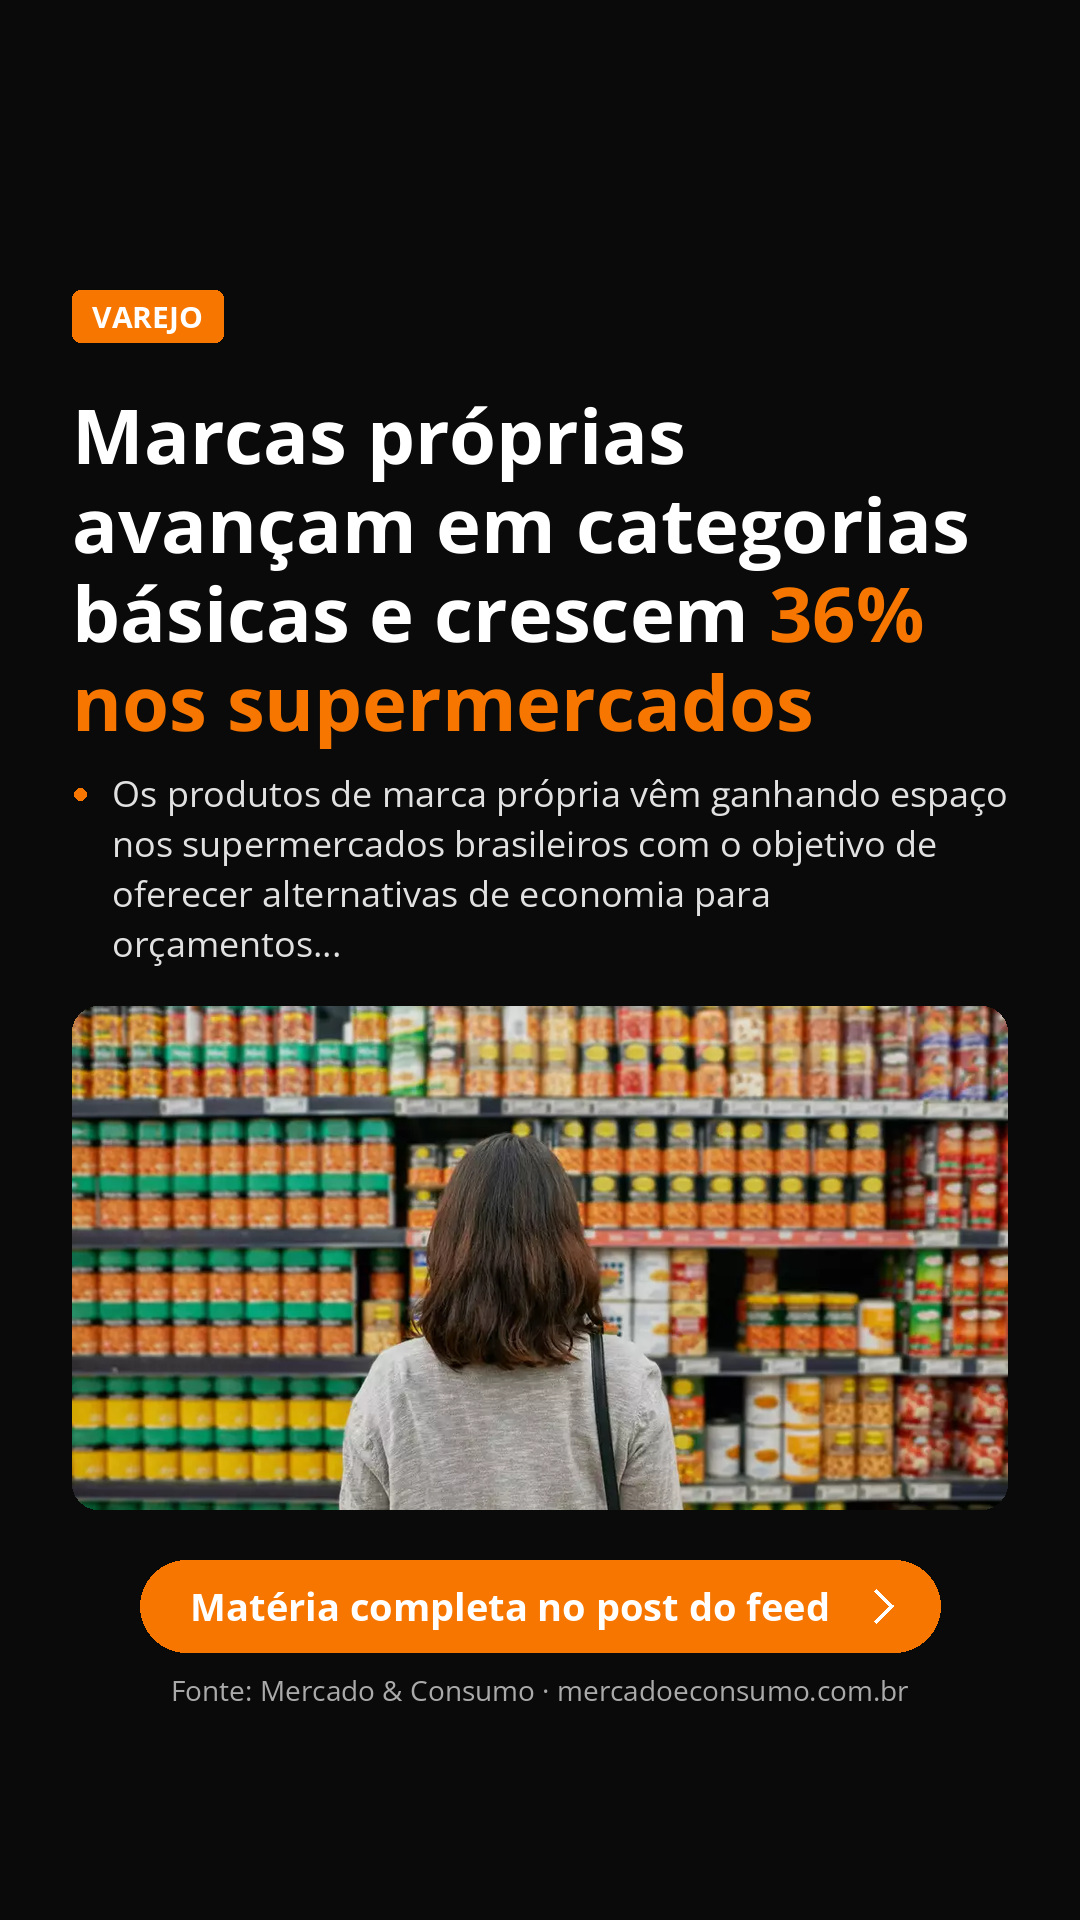 VAREJO
Marcas próprias
avançam em categorias
básicas e crescem 36%
nos supermercados
• Os produtos de marca própria vêm ganhando espaço
nos supermercados brasileiros com o objetivo de
oferecer alternativas de economia para
orçamentos...
Matéria completa no post do feed
Fonte: Mercado & Consumo · mercadoeconsumo.com.br